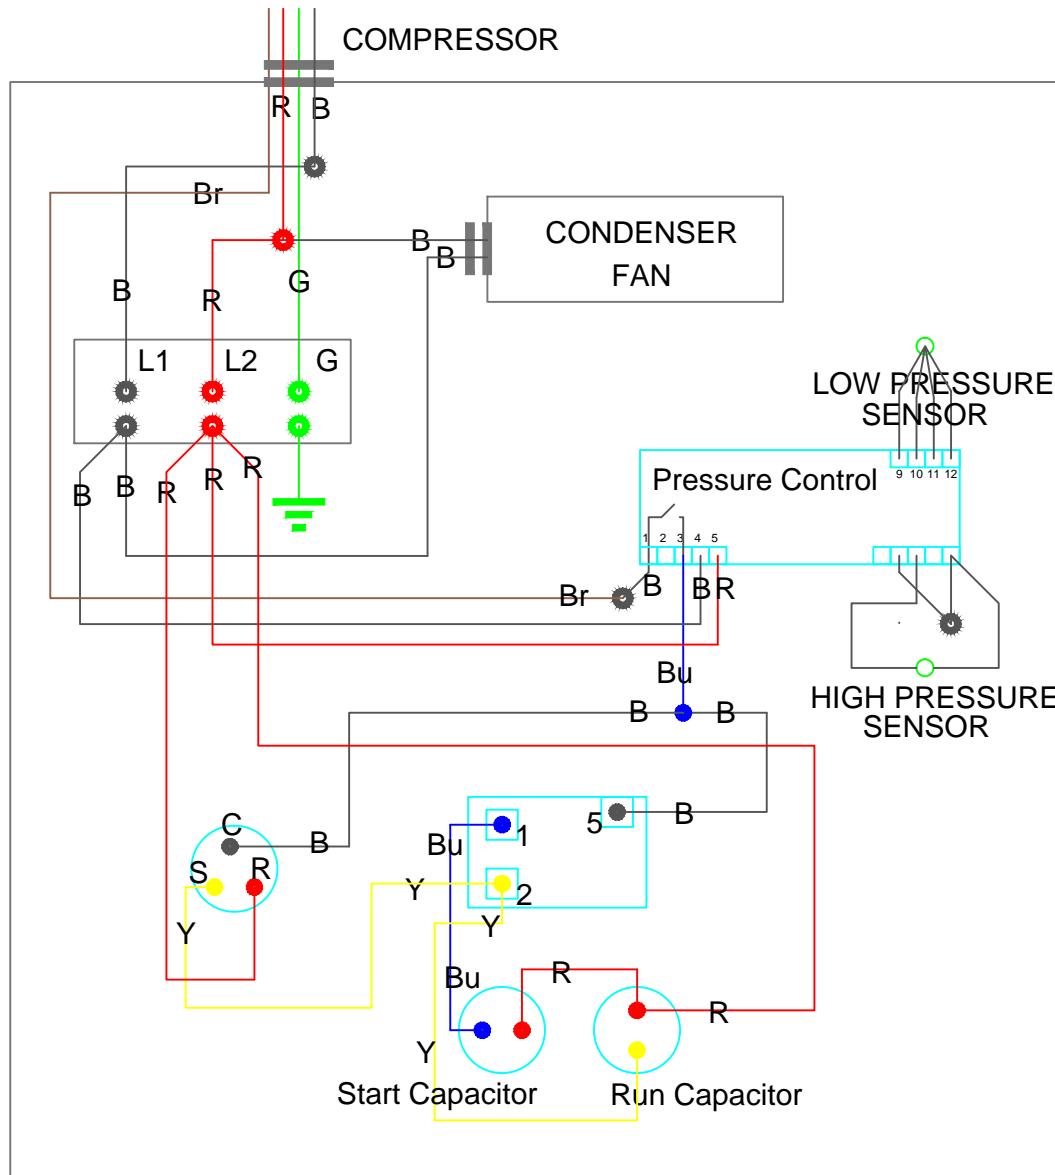 COMPRESSOR
R
B
Br
B
B
CONDENSER
FAN
B
R
G
L1
L2
G
LOW PRESSURE
SENSOR
B
B
R
R
R
Pressure Control
9 10 11 12
1 2 3 4 5
Br
B
B
R
Bu
HIGH PRESSURE
SENSOR
B
B
C
B
S
R
Bu
1
5
B
Y
2
Y
Y
Bu
R
R
Y
Start Capacitor
Run Capacitor